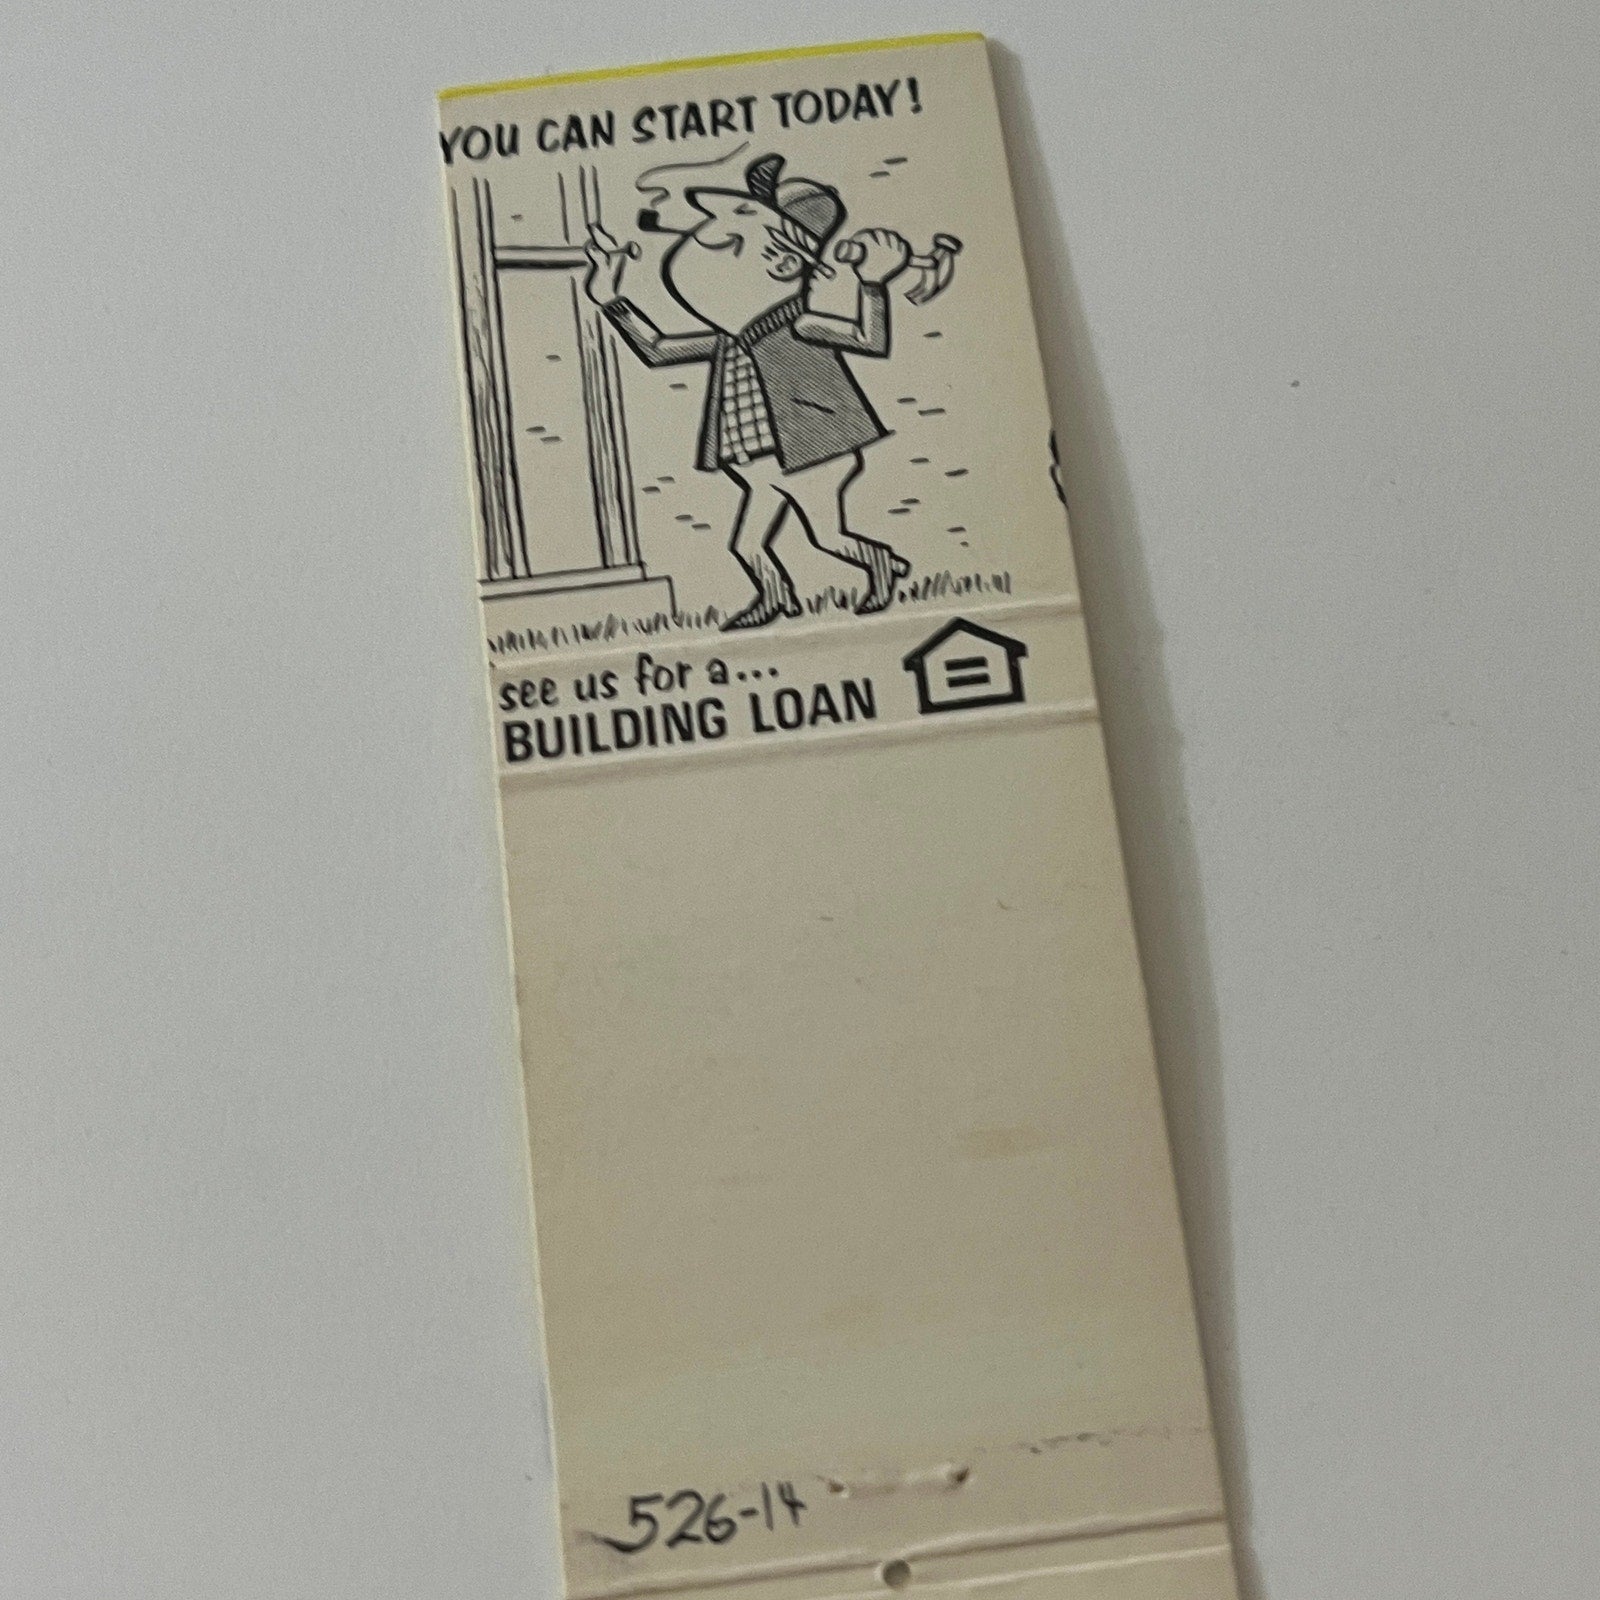 YOU CAN START TODAY!
see us for a...
BUILDING LOAN
526-14